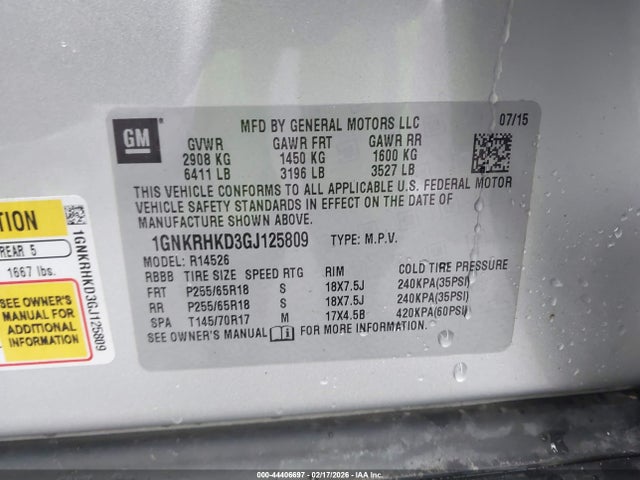 GM
MFD BY GENERAL MOTORS LLC 07/15
GVWR GAWR FRT GAWR RR
2908 KG 1450 KG 1600 KG
6411 LB 3196 LB 3527 LB
THIS VEHICLE CONFORMS TO ALL APPLICABLE U.S. FEDERAL MOTOR
VEHICLE SAFETY STANDARDS IN EFFECT ON THE DATE OF
MANUFACTURE SHOWN ABOVE.
1GNKRHKD3GJ125809 TYPE: M.P.V.
MODEL: R14526
RBBB TIRE SIZE SPEED RTG RIM COLD TIRE PRESSURE
FRT P255/65R18 S 18X7.5J 240KPA(35PSI)
RR P255/65R18 S 18X7.5J 240KPA(35PSI)
SPA T145/70R17 M 17X4.5B 420KPA(60PSI)
SEE OWNER'S MANUAL FOR MORE INFORMATION.
TION
REAR 5
1667 lbs.
SEE OWNER'S
MANUAL FOR
ADDITIONAL
INFORMATION
1GNKRHKD3GJ125809
000-44406697 - 02/17/2026 - IAA Inc.